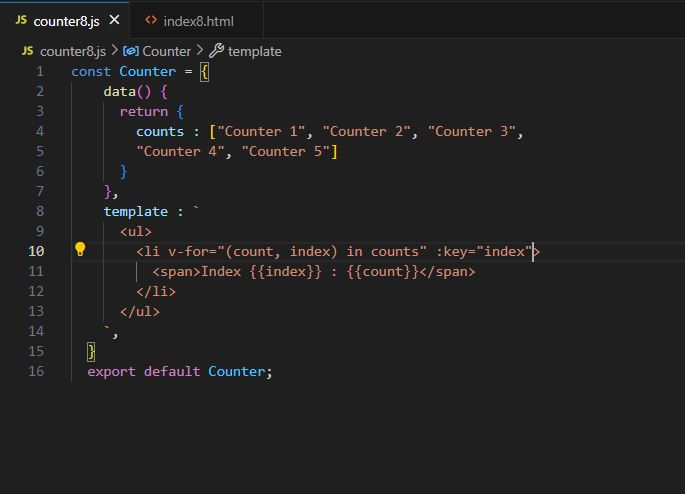 JS counter8.js × <> index8.html
JS counter8.js > Counter > template
1 const Counter = {
2 data() {
3 return {
4 counts : ["Counter 1", "Counter 2", "Counter 3",
5 "Counter 4", "Counter 5"]
6 }
7 },
8 template : `
9 <ul>
10 <li v-for="(count, index) in counts" :key="index">
11 <span>Index {{index}} : {{count}}</span>
12 </li>
13 </ul>
14 `,
15 }
16 export default Counter;